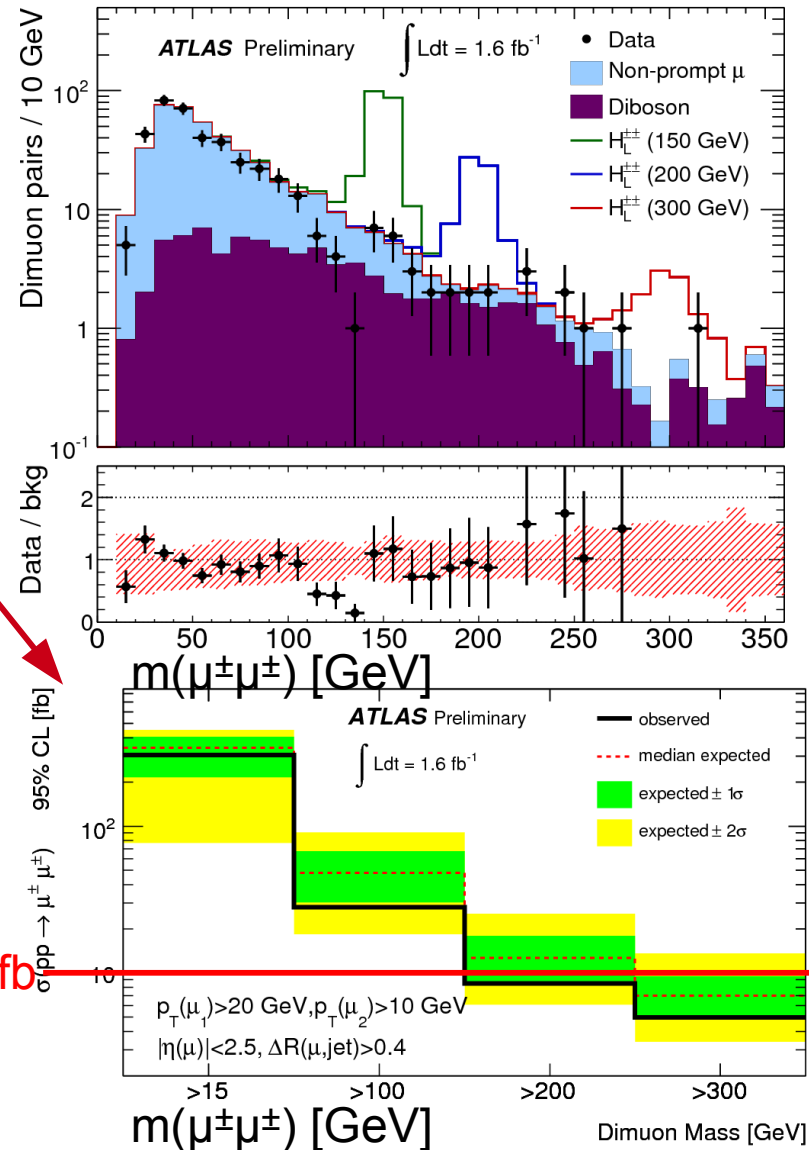 ATLAS Preliminary
∫ Ldt = 1.6 fb⁻¹
Data
Non-prompt μ
Diboson
H_L^±± (150 GeV)
H_L^±± (200 GeV)
H_L^±± (300 GeV)
Dimuon pairs / 10 GeV
10²
10
1
10⁻¹
Data / bkg
2
1
0
0 50 100 150 200 250 300 350
m(μ±μ±) [GeV]
ATLAS Preliminary
∫ Ldt = 1.6 fb⁻¹
observed
median expected
expected ± 1σ
expected ± 2σ
95% CL [fb]
σ(pp → μ± μ±)
10²
10
fb
p_T(μ_1)>20 GeV,p_T(μ_2)>10 GeV
|η(μ)|<2.5, ΔR(μ,jet)>0.4
>15 >100 >200 >300
m(μ±μ±) [GeV]
Dimuon Mass [GeV]